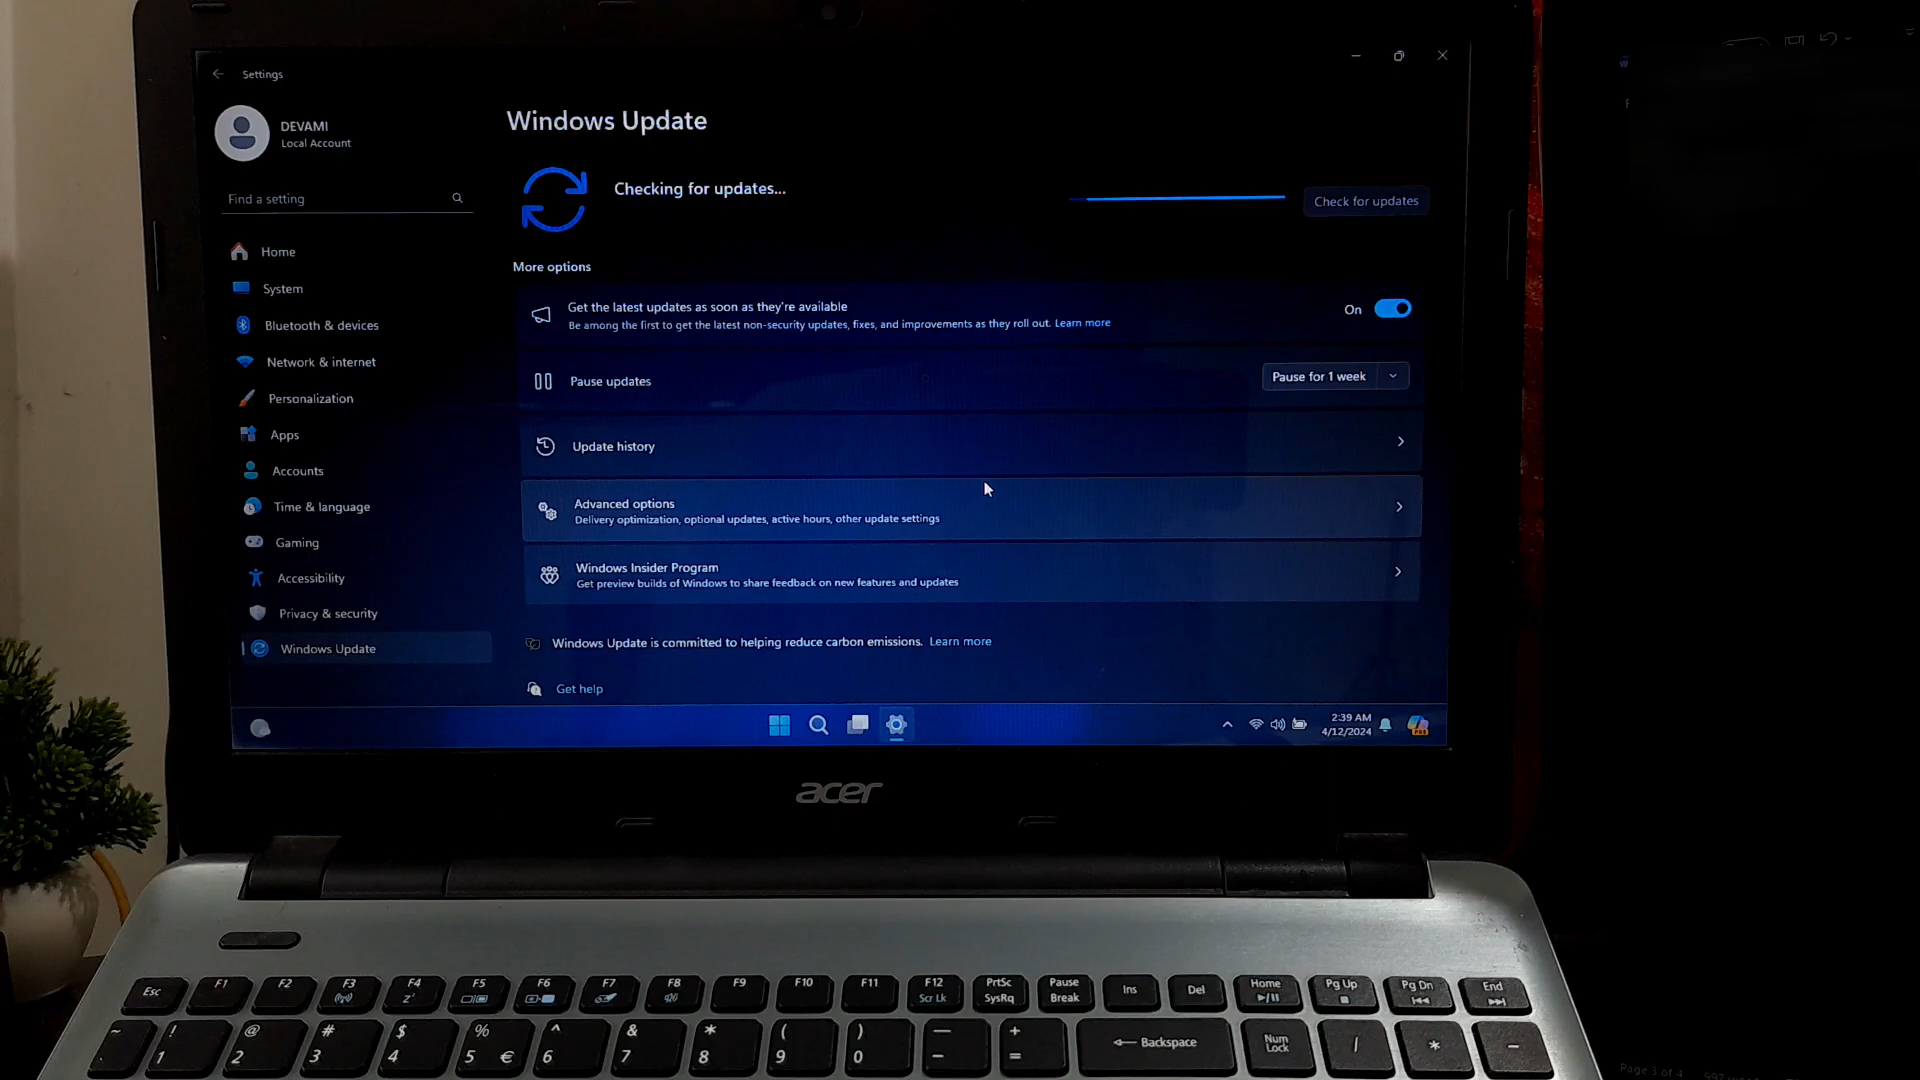 Settings
DEVAMI
Local Account
Find a setting
Home
System
Bluetooth & devices
Network & internet
Personalization
Apps
Accounts
Time & language
Gaming
Accessibility
Privacy & security
Windows Update
Windows Update
Checking for updates...
Check for updates
More options
Get the latest updates as soon as they're available
Be among the first to get the latest non-security updates, fixes, and improvements as they roll out. Learn more
On
Pause updates
Pause for 1 week
Update history
Advanced options
Delivery optimization, optional updates, active hours, other update settings
Windows Insider Program
Get preview builds of Windows to share feedback on new features and updates
Windows Update is committed to helping reduce carbon emissions. Learn more
Get help
2:39 AM
4/12/2024
PRE
acer
Esc F1 F2 F3 F4 F5 F6 F7 F8 F9 F10 F11 F12 PrtSc Pause Ins Del Home Pg Up Pg Dn End
Scr Lk SysRq Break
~ ! @ # $ % ^ & * ( ) — +
` 1 2 3 4 5 € 6 7 8 9 0 - = Backspace Num Lock / * -
Page 3 of 4